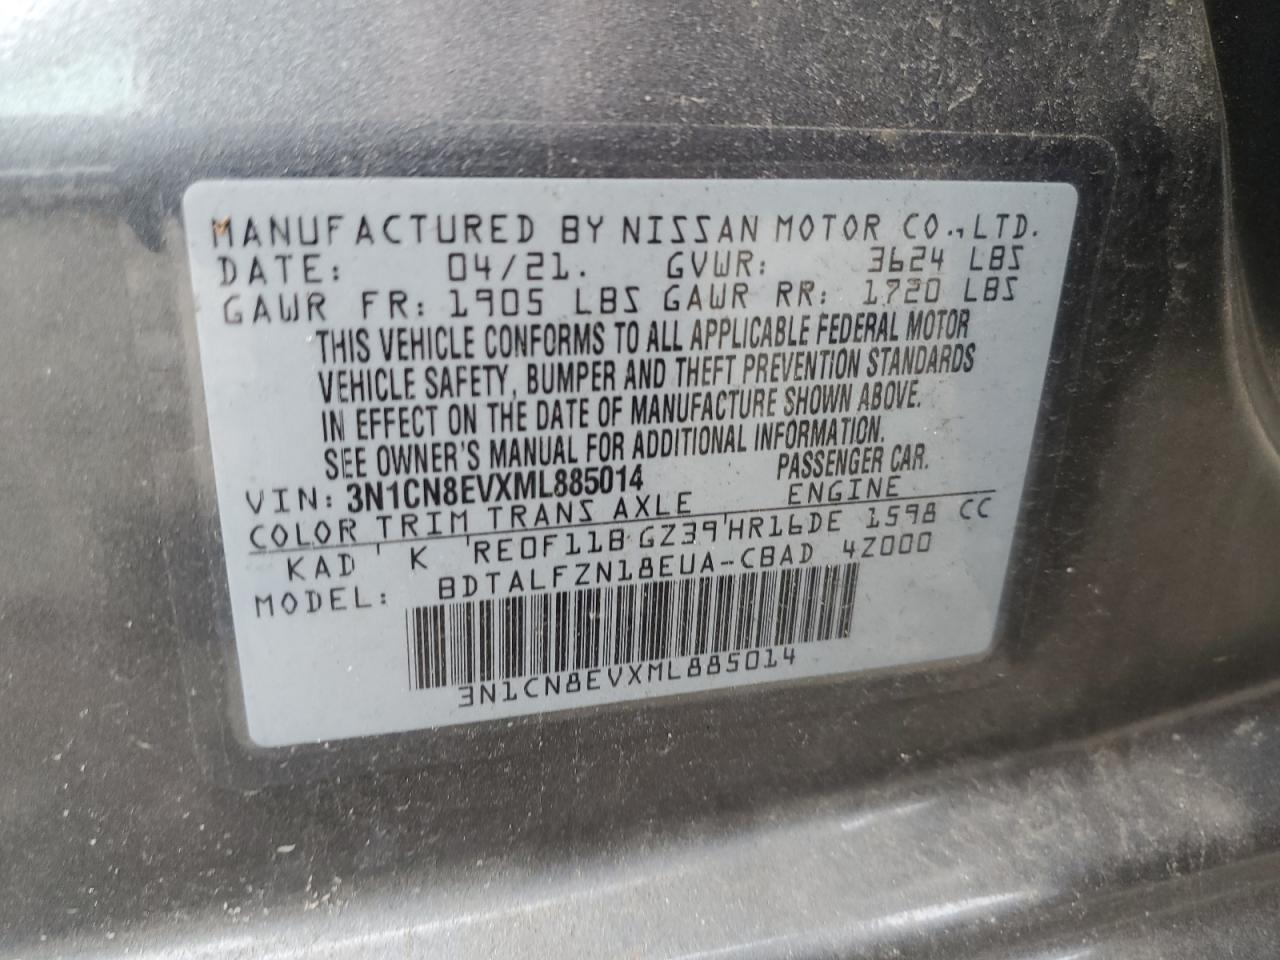 MANUFACTURED BY NISSAN MOTOR CO.,LTD.
DATE: 04/21. GVWR: 3624 LBS
GAWR FR: 1905 LBS GAWR RR: 1720 LBS
THIS VEHICLE CONFORMS TO ALL APPLICABLE FEDERAL MOTOR
VEHICLE SAFETY, BUMPER AND THEFT PREVENTION STANDARDS
IN EFFECT ON THE DATE OF MANUFACTURE SHOWN ABOVE.
SEE OWNER'S MANUAL FOR ADDITIONAL INFORMATION.
VIN: 3N1CN8EVXML885014 PASSENGER CAR.
COLOR TRIM TRANS AXLE ENGINE
KAD K RE0F11B GZ39 HR16DE 1598 CC
MODEL: BDTALFZN18EUA-CBAD 4Z000
3N1CN8EVXML885014